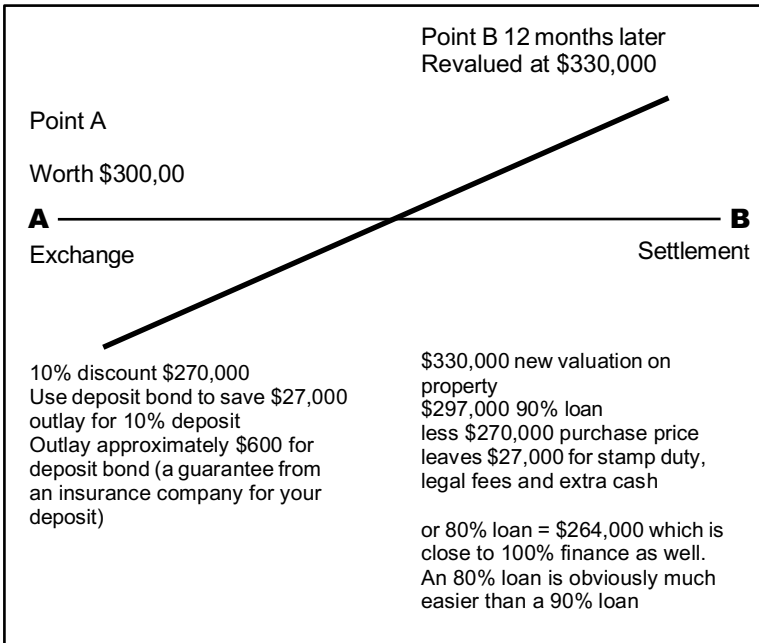 Point B 12 months later
Revalued at $330,000
Point A
Worth $300,00
A
B
Exchange
Settlement
10% discount $270,000
Use deposit bond to save $27,000
outlay for 10% deposit
Outlay approximately $600 for
deposit bond (a guarantee from
an insurance company for your
deposit)
$330,000 new valuation on
property
$297,000 90% loan
less $270,000 purchase price
leaves $27,000 for stamp duty,
legal fees and extra cash
or 80% loan = $264,000 which is
close to 100% finance as well.
An 80% loan is obviously much
easier than a 90% loan